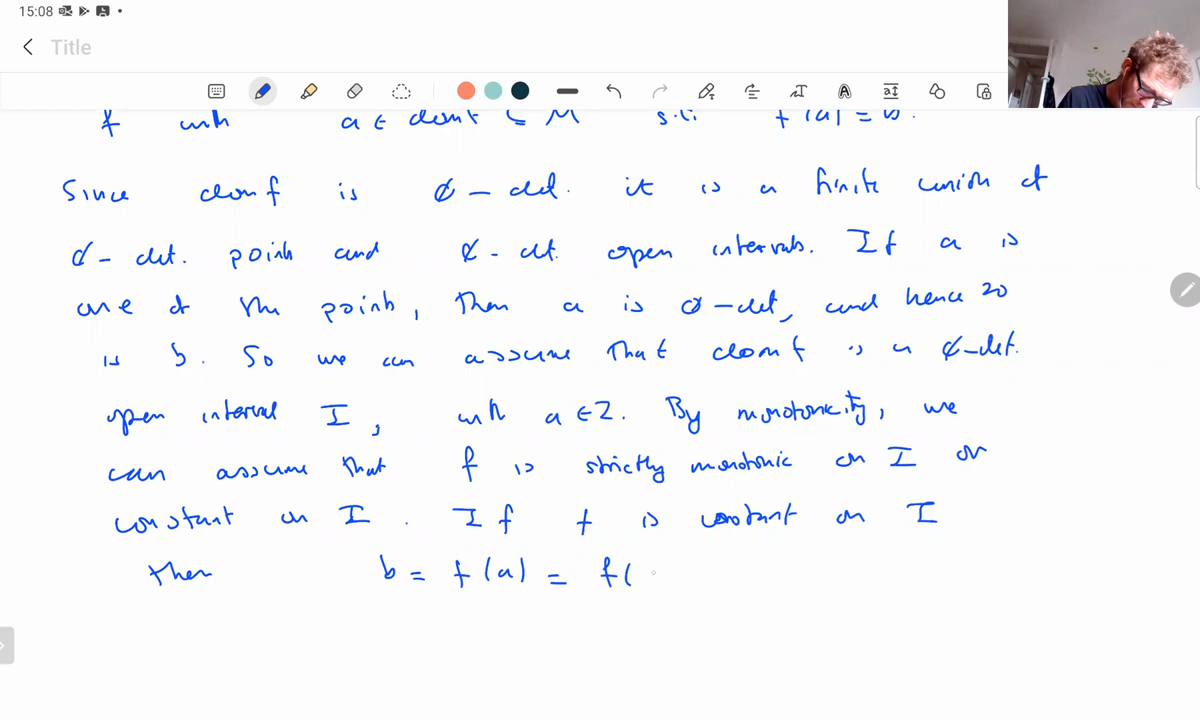 15:08
Title
f with a ∈ domf ⊆ M s.t. f(a) = b.
Since domf is ∅-def. it is a finite union of
∅-def. points and ∅-def. open intervals. If a is
one of the points, then a is ∅-def, and hence so
is b. So we can assume that domf is a ∅-def.
open interval I, with a ∈ I. By monotonicity, we
can assume that f is strictly monotonic on I or
constant on I. If f is constant on I
then b = f(a) = f(